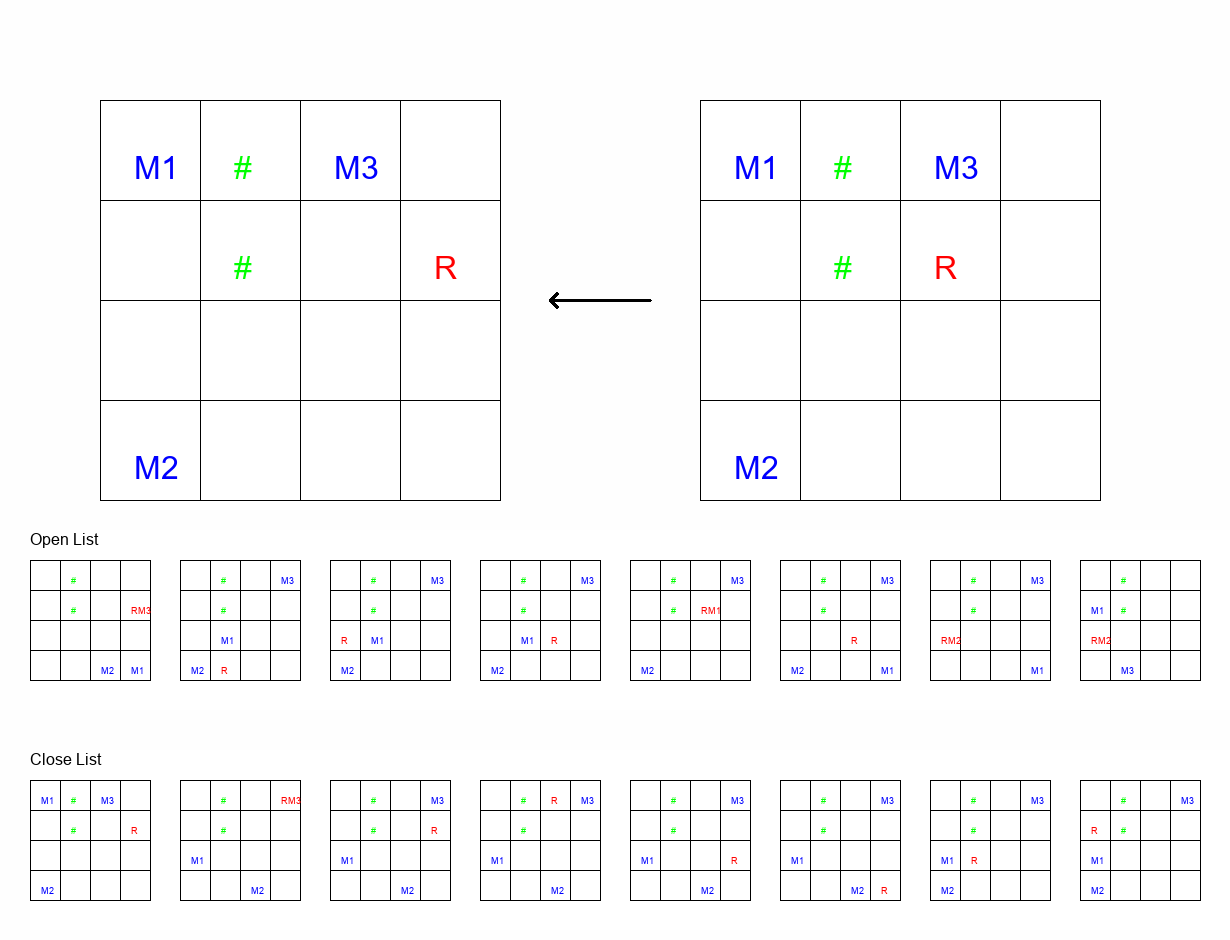 M1 # M3 M1 # M3
# R # R
M2 M2
Open List
# # M3 # M3 # M3 # M3 # M3 # M3 #
# RM3 # # # # RM1 # # M1 #
M1 R M1 M1 R R RM2 RM2
M2 M1 M2 R M2 M2 M2 M2 M1 M1 M3
Close List
M1 # M3 # RM3 # M3 # R M3 # M3 # M3 # M3 # M3
# R # # R # # # # R #
M1 M1 M1 M1 R M1 M1 R M1
M2 M2 M2 M2 M2 M2 R M2 M2